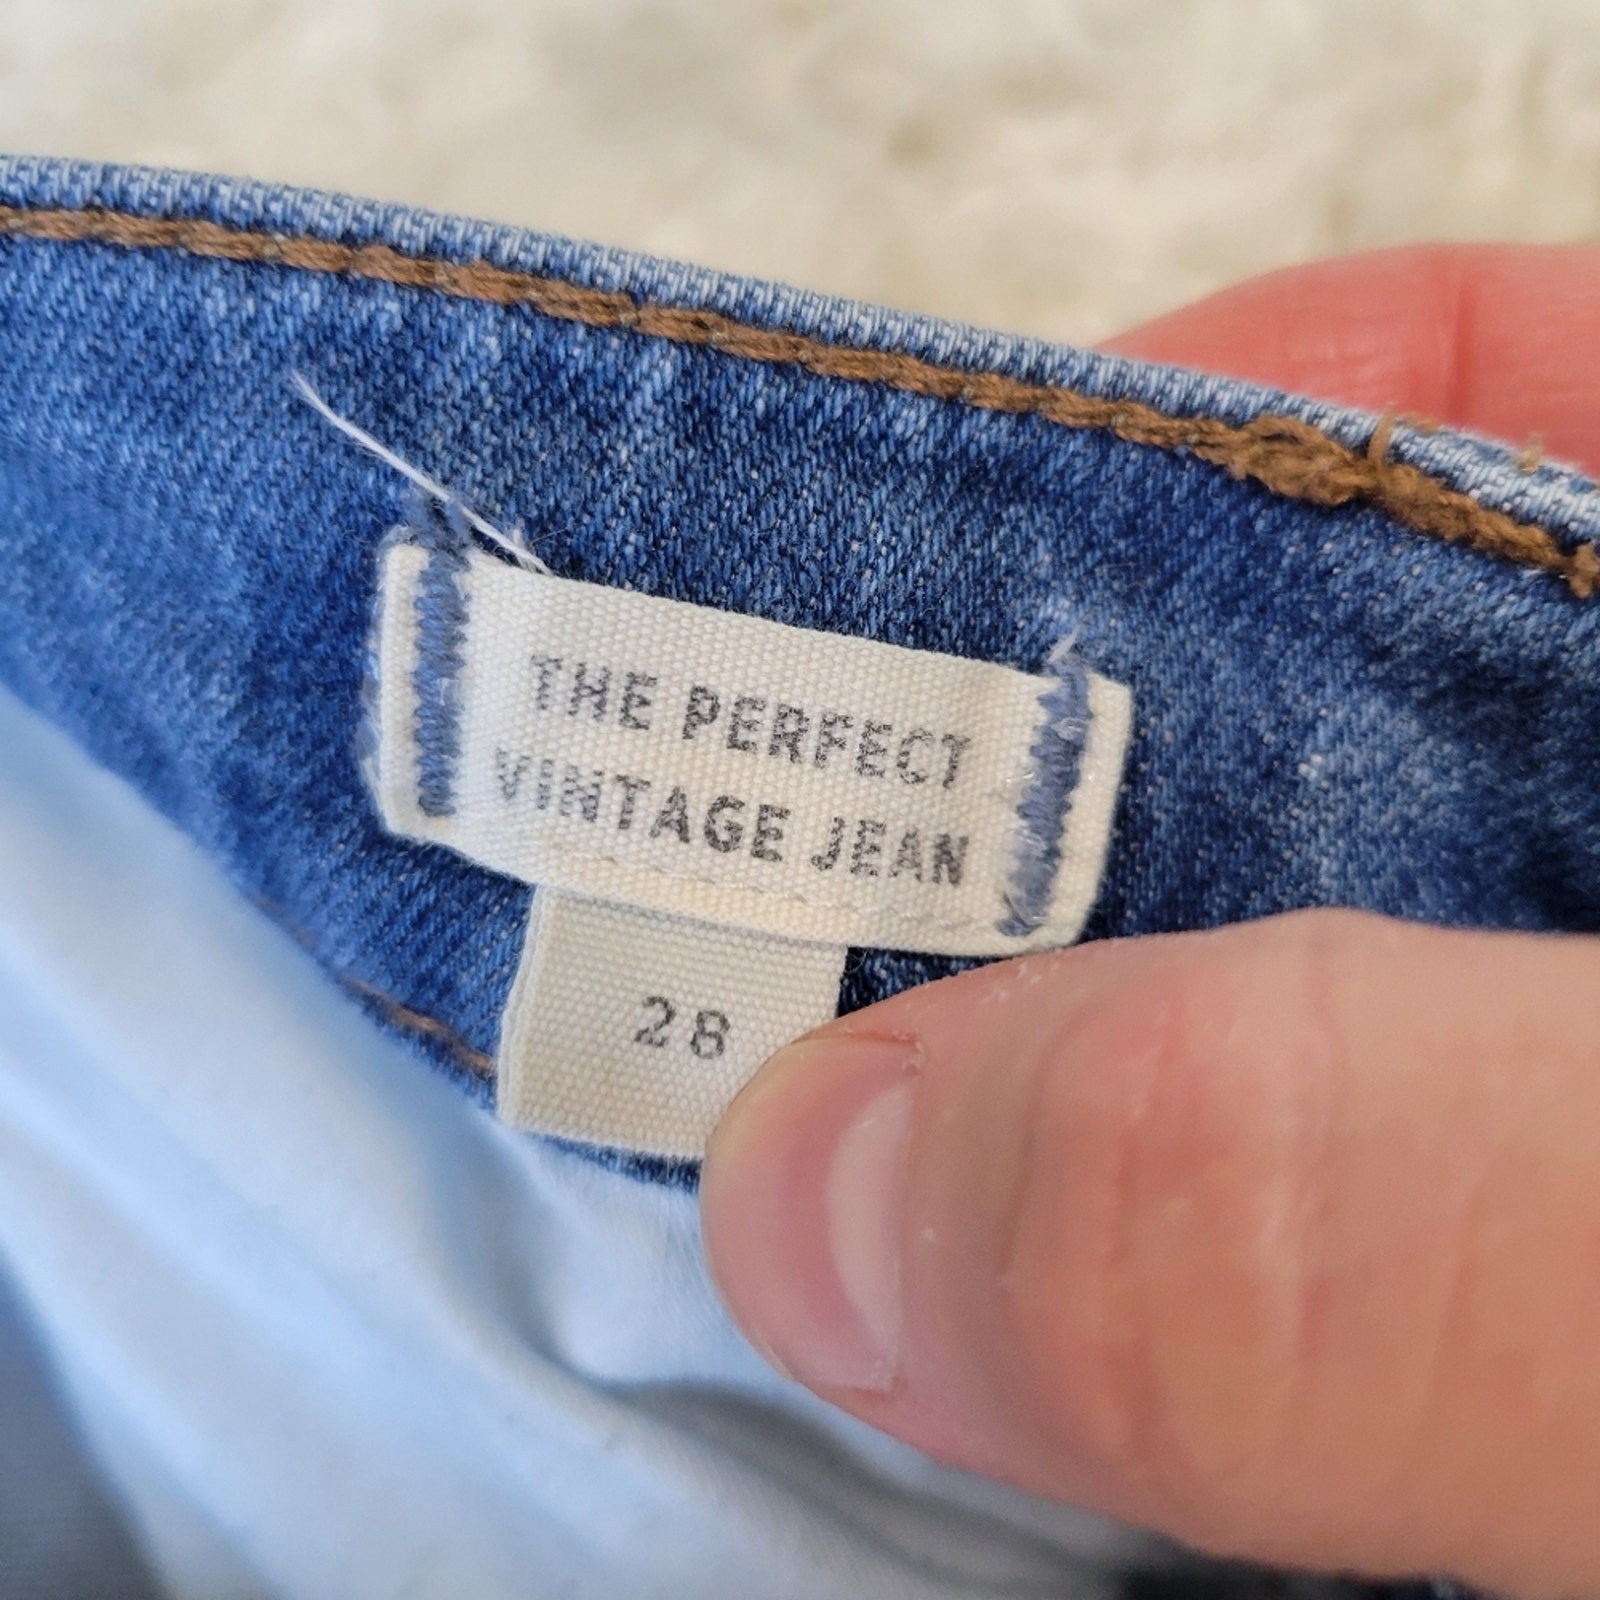 THE PERFECT
VINTAGE JEAN
28